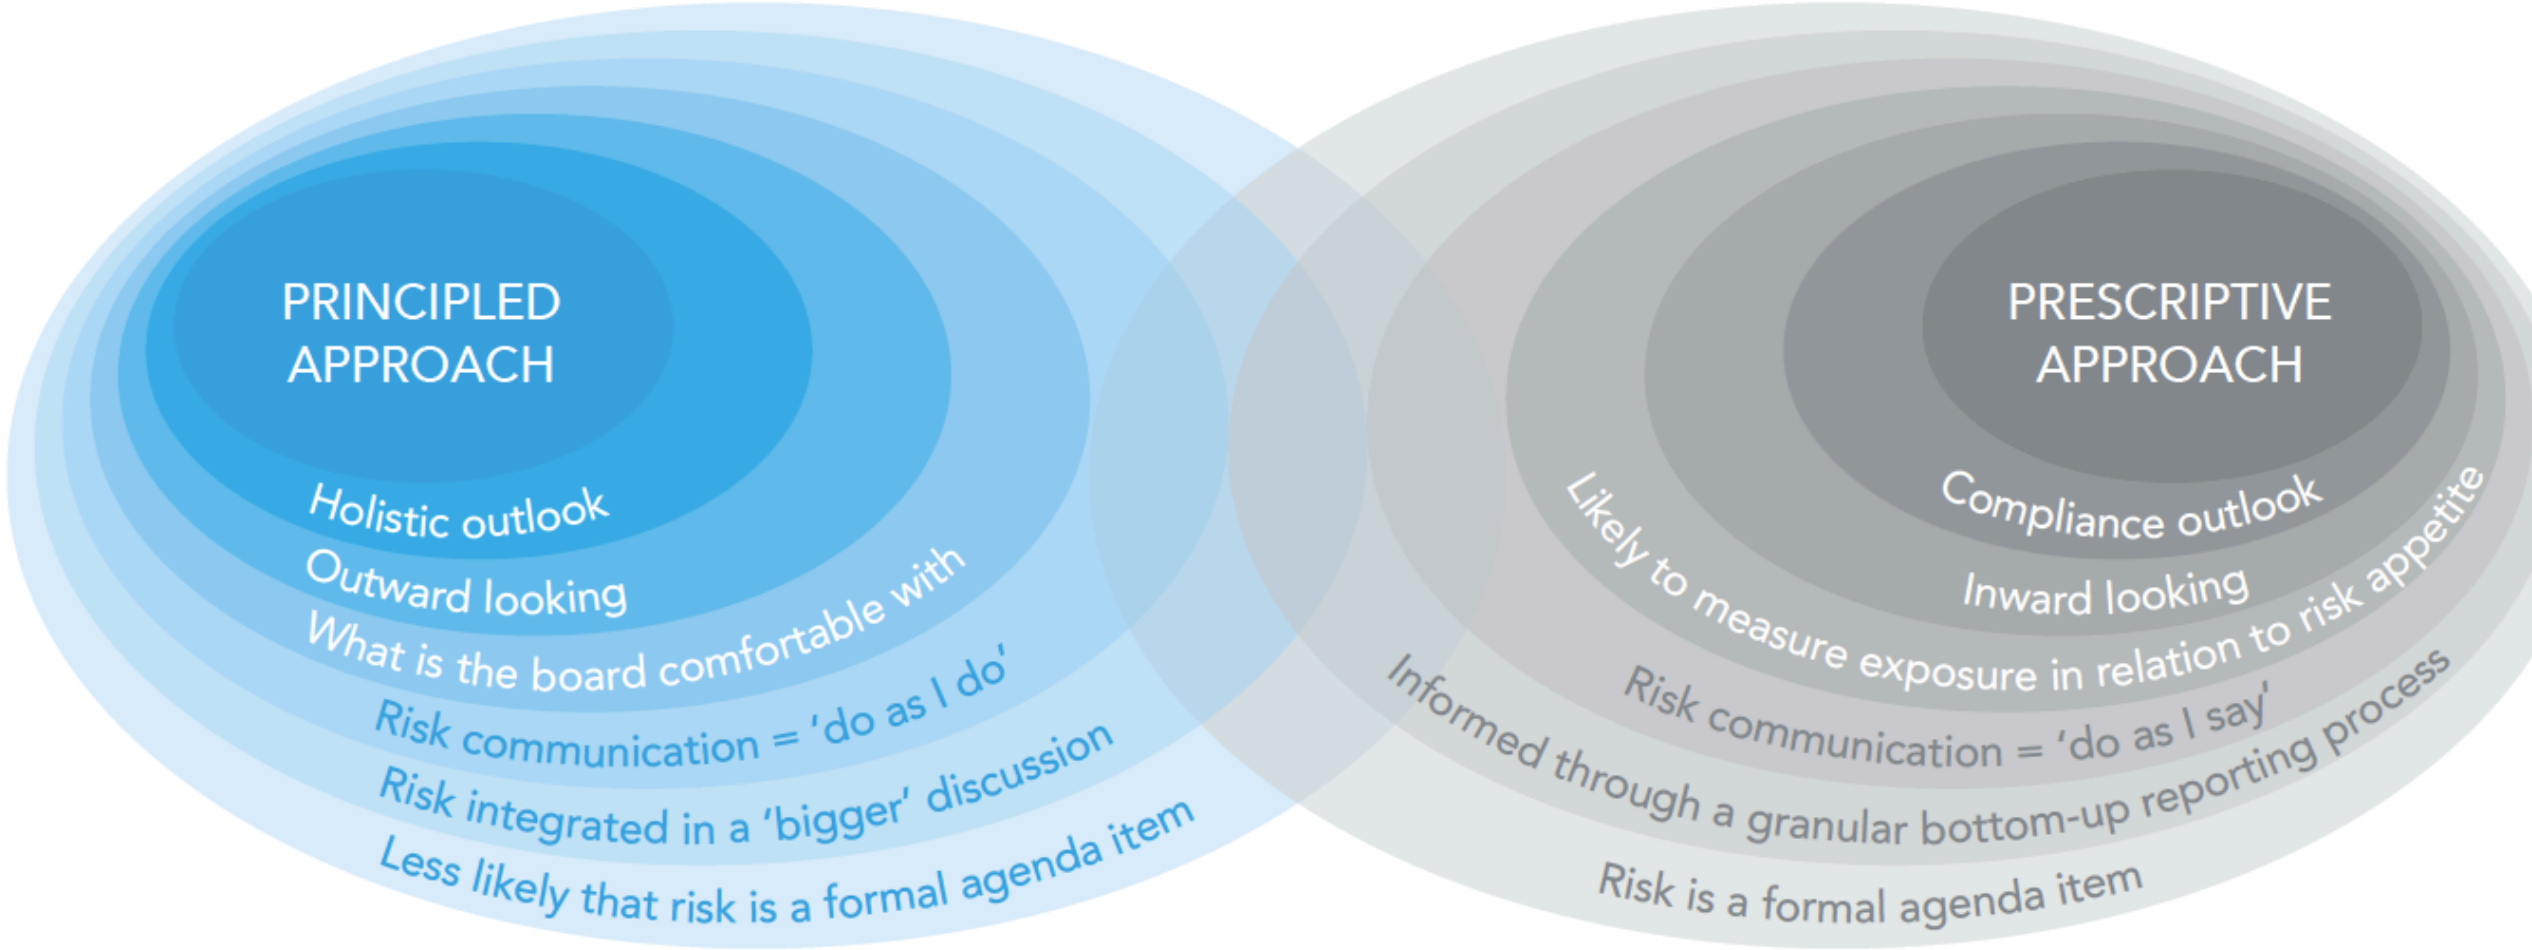 PRINCIPLED
APPROACH
Holistic outlook
Outward looking
What is the board comfortable with
Risk communication = ‘do as I do’
Risk integrated in a ‘bigger’ discussion
Less likely that risk is a formal agenda item
PRESCRIPTIVE
APPROACH
Compliance outlook
Inward looking
Likely to measure exposure in relation to risk appetite
Risk communication = ‘do as I say’
Informed through a granular bottom-up reporting process
Risk is a formal agenda item